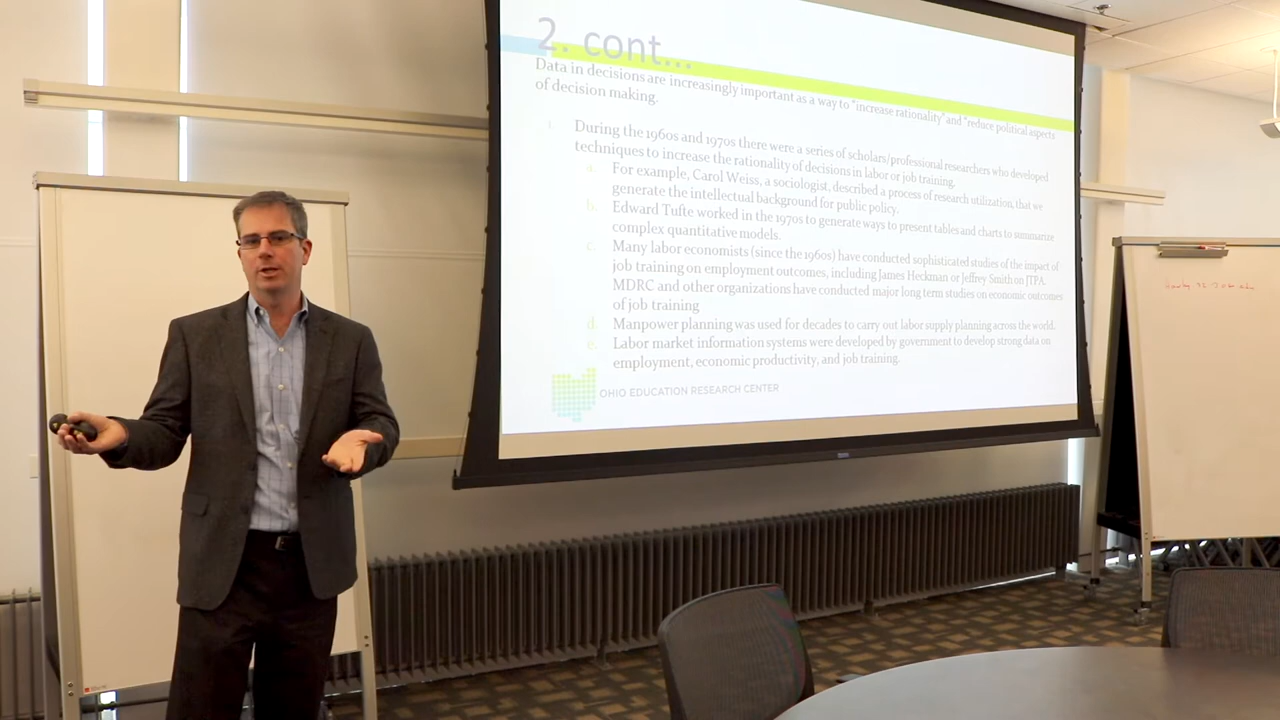 2. cont...
Data in decisions are increasingly important as a way to "increase rationality" and "reduce political aspects
of decision making.
During the 1960s and 1970s there were a series of scholars/professional researchers who developed
techniques to increase the rationality of decisions in labor or job training.
a. For example, Carol Weiss, a sociologist, described a process of research utilization, that we
generate the intellectual background for public policy.
b. Edward Tufte worked in the 1970s to generate ways to present tables and charts to summarize
complex quantitative models.
c. Many labor economists (since the 1960s) have conducted sophisticated studies of the impact of
job training on employment outcomes, including James Heckman or Jeffrey Smith on JTPA.
MDRC and other organizations have conducted major long term studies on economic outcomes
of job training
d. Manpower planning was used for decades to carry out labor supply planning across the world.
e. Labor market information systems were developed by government to develop strong data on
employment, economic productivity, and job training.
OHIO EDUCATION RESEARCH CENTER